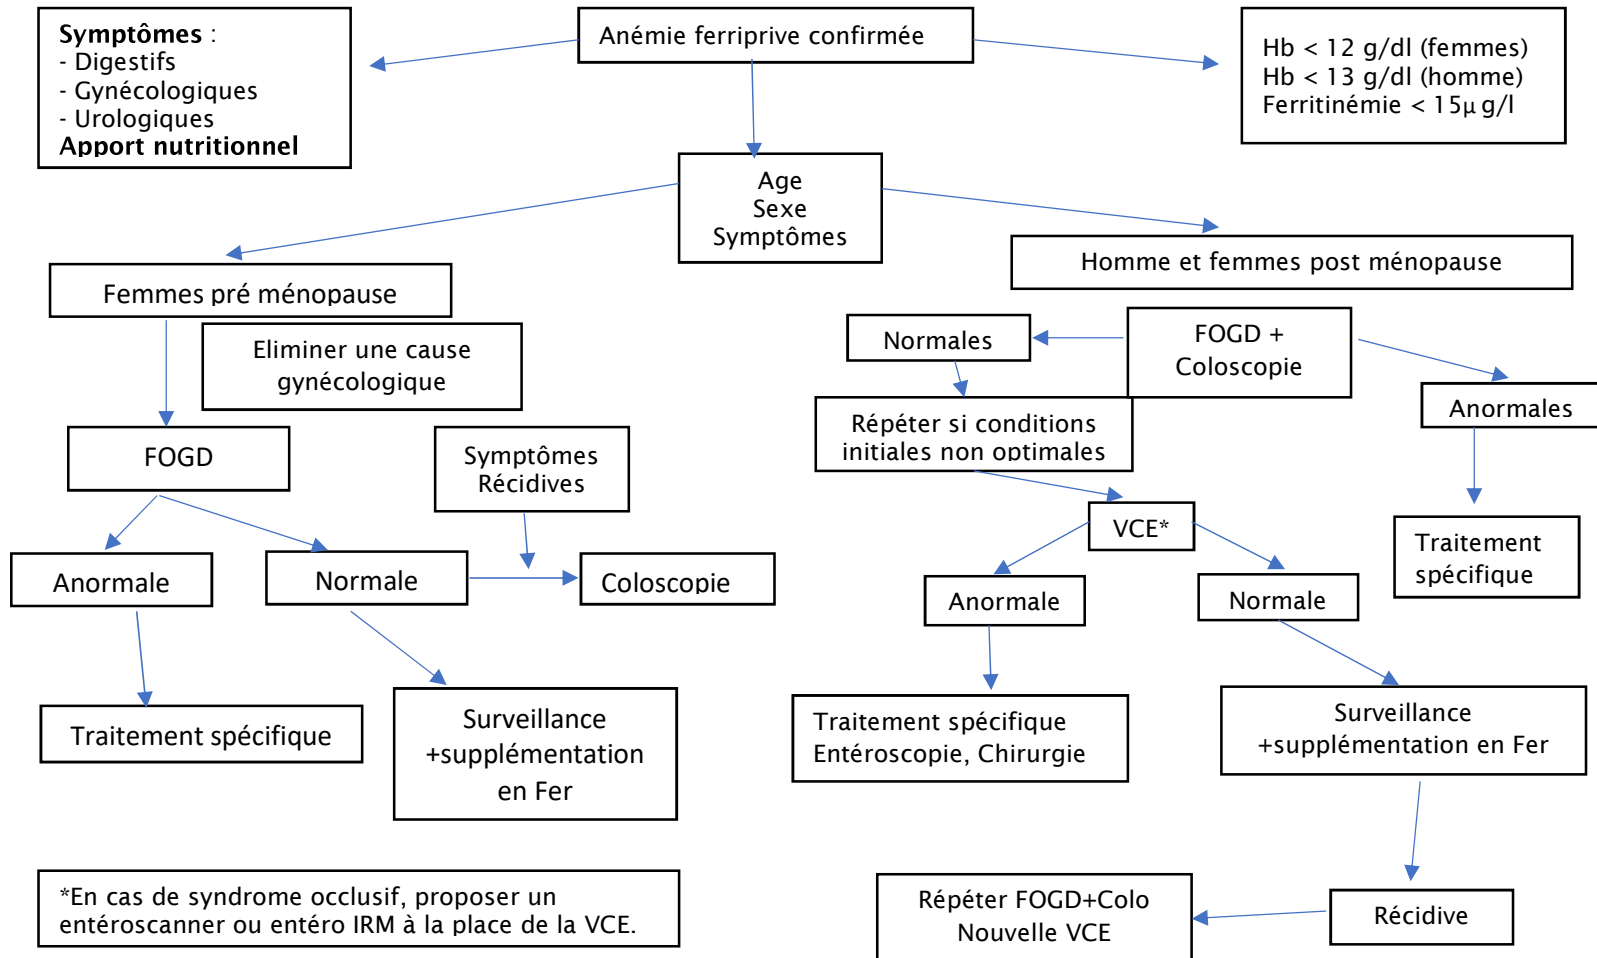 Symptômes :
- Digestifs
- Gynécologiques
- Urologiques
Apport nutritionnel
Anémie ferriprive confirmée
Hb < 12 g/dl (femmes)
Hb < 13 g/dl (homme)
Ferritinémie < 15µ g/l
Age
Sexe
Symptômes
Femmes pré ménopause
Eliminer une cause
gynécologique
FOGD
Symptômes
Récidives
Anormale
Normale
Coloscopie
Traitement spécifique
Surveillance
+supplémentation
en Fer
Homme et femmes post ménopause
FOGD +
Coloscopie
Normales
Anormales
Répéter si conditions
initiales non optimales
Traitement
spécifique
VCE*
Anormale
Normale
Traitement spécifique
Entéroscopie, Chirurgie
Surveillance
+supplémentation en Fer
Récidive
Répéter FOGD+Colo
Nouvelle VCE
*En cas de syndrome occlusif, proposer un
entéroscanner ou entéro IRM à la place de la VCE.